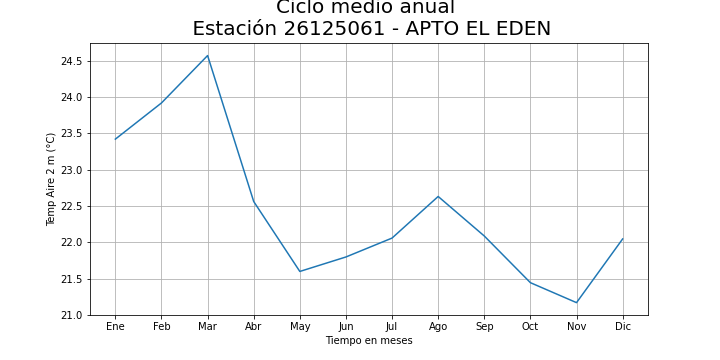 Ciclo medio anual
Estación 26125061 - APTO EL EDEN
24.5
24.0
23.5
23.0
22.5
22.0
21.5
21.0
Temp Aire 2 m (°C)
Ene Feb Mar Abr May Jun Jul Ago Sep Oct Nov Dic
Tiempo en meses